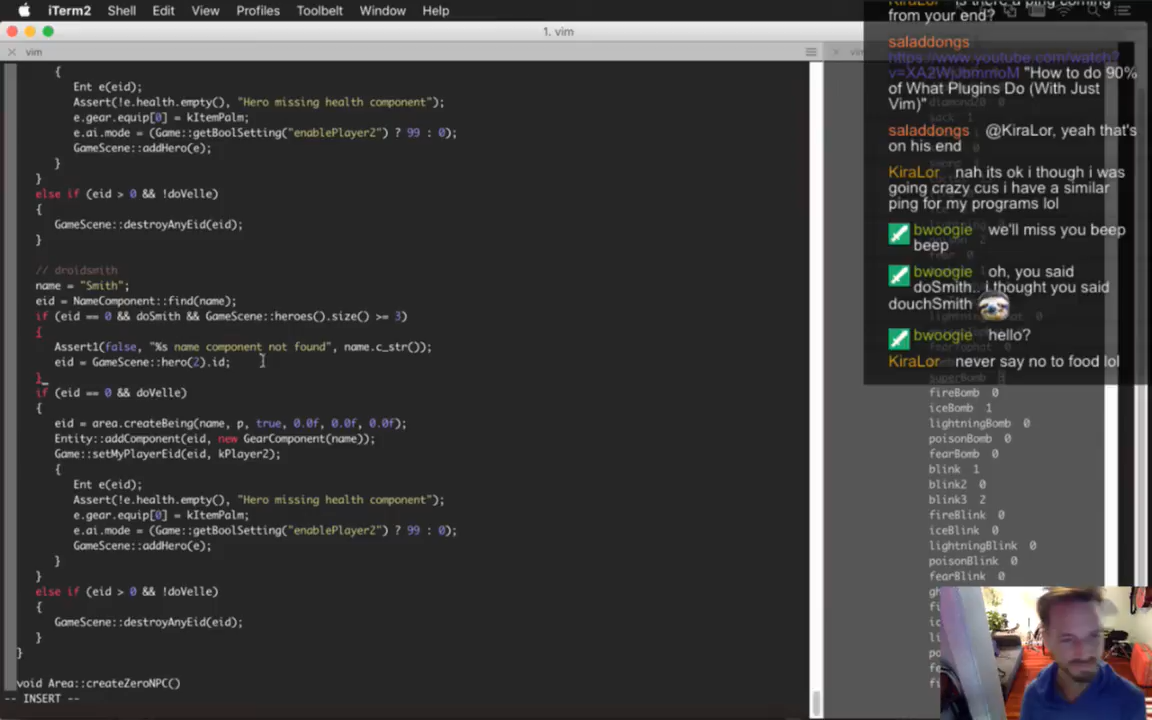 iTerm2 Shell Edit View Profiles Toolbelt Window Help
1. vim
vim
{
Ent e(eid);
Assert(!e.health.empty(), "Hero missing health component");
e.gear.equip[0] = kItemPalm;
e.ai.mode = (Game::getBoolSetting("enablePlayer2") ? 99 : 0);
GameScene::addHero(e);
}
}
else if (eid > 0 && !doVelle)
{
GameScene::destroyAnyEid(eid);
}
// droidsmith
name = "Smith";
eid = NameComponent::find(name);
if (eid == 0 && doSmith && GameScene::heroes().size() >= 3)
{
Assert1(false, "%s name component not found", name.c_str());
eid = GameScene::hero(2).id;
}
if (eid == 0 && doVelle)
{
eid = area.createBeing(name, p, true, 0.0f, 0.0f, 0.0f);
Entity::addComponent(eid, new GearComponent(name));
Game::setMyPlayerEid(eid, kPlayer2);
{
Ent e(eid);
Assert(!e.health.empty(), "Hero missing health component");
e.gear.equip[0] = kItemPalm;
e.ai.mode = (Game::getBoolSetting("enablePlayer2") ? 99 : 0);
GameScene::addHero(e);
}
}
else if (eid > 0 && !doVelle)
{
GameScene::destroyAnyEid(eid);
}
}
void Area::createZeroNPC()
-- INSERT --
from your end?
saladdongs
https://www.youtube.com/watch?
"How to do 90%
of What Plugins Do (With Just
Vim)"
saladdongs @KiraLor, yeah that's
on his end
KiraLor nah its ok i though i was
going crazy cus i have a similar
ping for my programs lol
bwoogie we'll miss you beep
beep
bwoogie oh, you said
doSmith.. i thought you said
douchSmith
bwoogie hello?
KiraLor never say no to food lol
fireBomb 0
iceBomb 1
lightningBomb 0
poisonBomb 0
fearBomb 0
blink 1
blink2 0
blink3 2
fireBlink 0
iceBlink 0
lightningBlink 0
poisonBlink 0
fearBlink 0